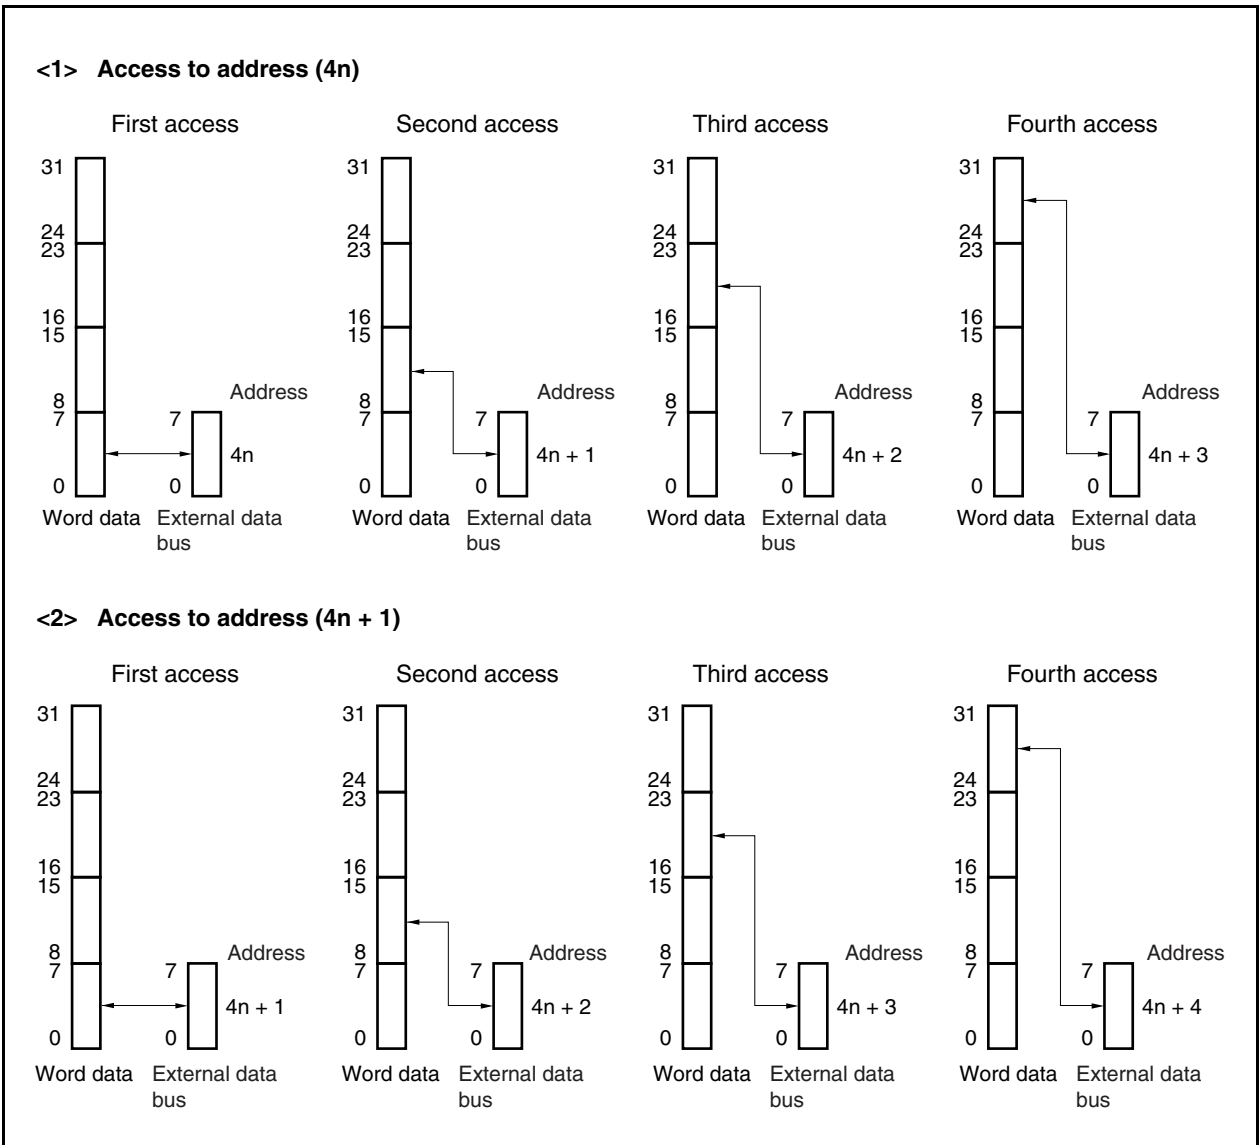 <1> Access to address (4n)
First access
Second access
Third access
Fourth access
31 31 31 31
24 24 24 24
23 23 23 23
16 16 16 16
15 15 15 15
Address Address Address Address
8 8 8 8
7 7 7 7 7 7 7 7
4n 4n + 1 4n + 2 4n + 3
0 0 0 0 0 0 0 0
Word data External data Word data External data Word data External data Word data External data
bus bus bus bus
<2> Access to address (4n + 1)
First access
Second access
Third access
Fourth access
31 31 31 31
24 24 24 24
23 23 23 23
16 16 16 16
15 15 15 15
8 Address 8 Address 8 Address 8 Address
7 7 7 7 7 7 7 7
4n + 1 4n + 2 4n + 3 4n + 4
0 0 0 0 0 0 0 0
Word data External data Word data External data Word data External data Word data External data
bus bus bus bus